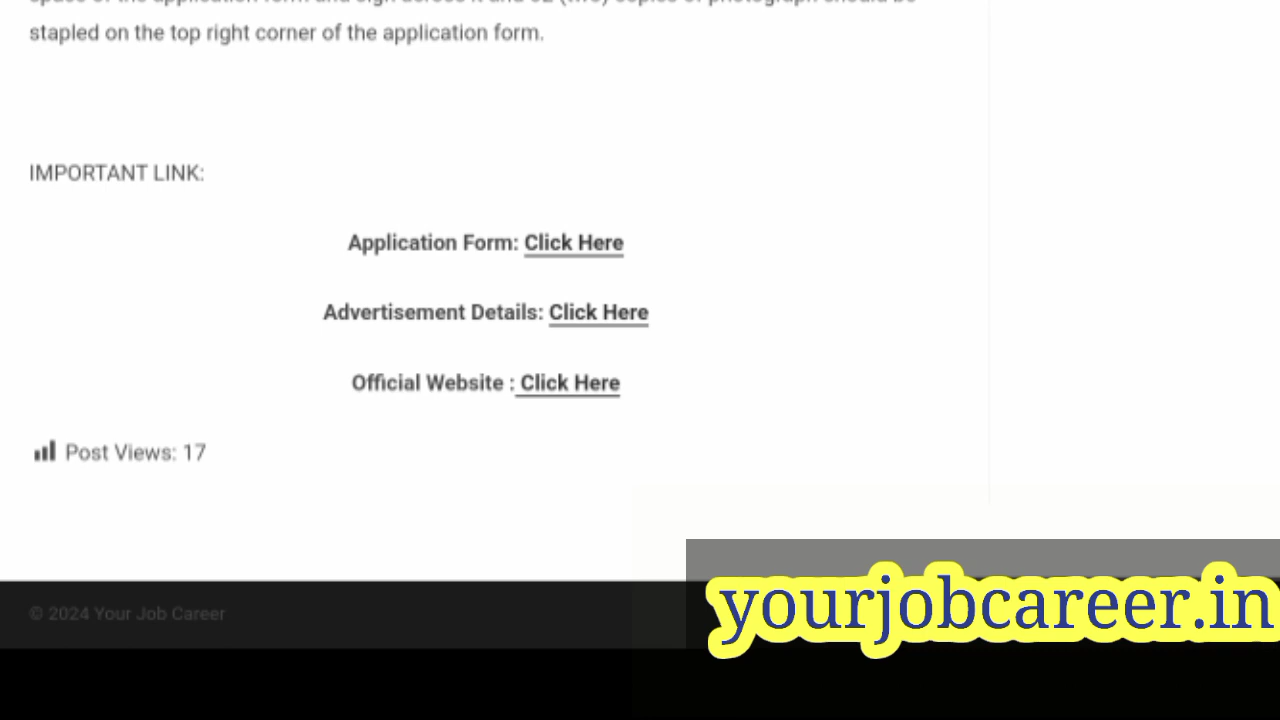 stapled on the top right corner of the application form.
IMPORTANT LINK:
Application Form: Click Here
Advertisement Details: Click Here
Official Website : Click Here
Post Views: 17
© 2024 Your Job Career
yourjobcareer.in